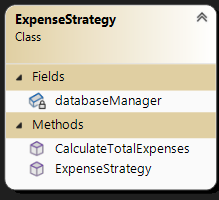 ExpenseStrategy
Class
Fields
databaseManager
Methods
CalculateTotalExpenses
ExpenseStrategy